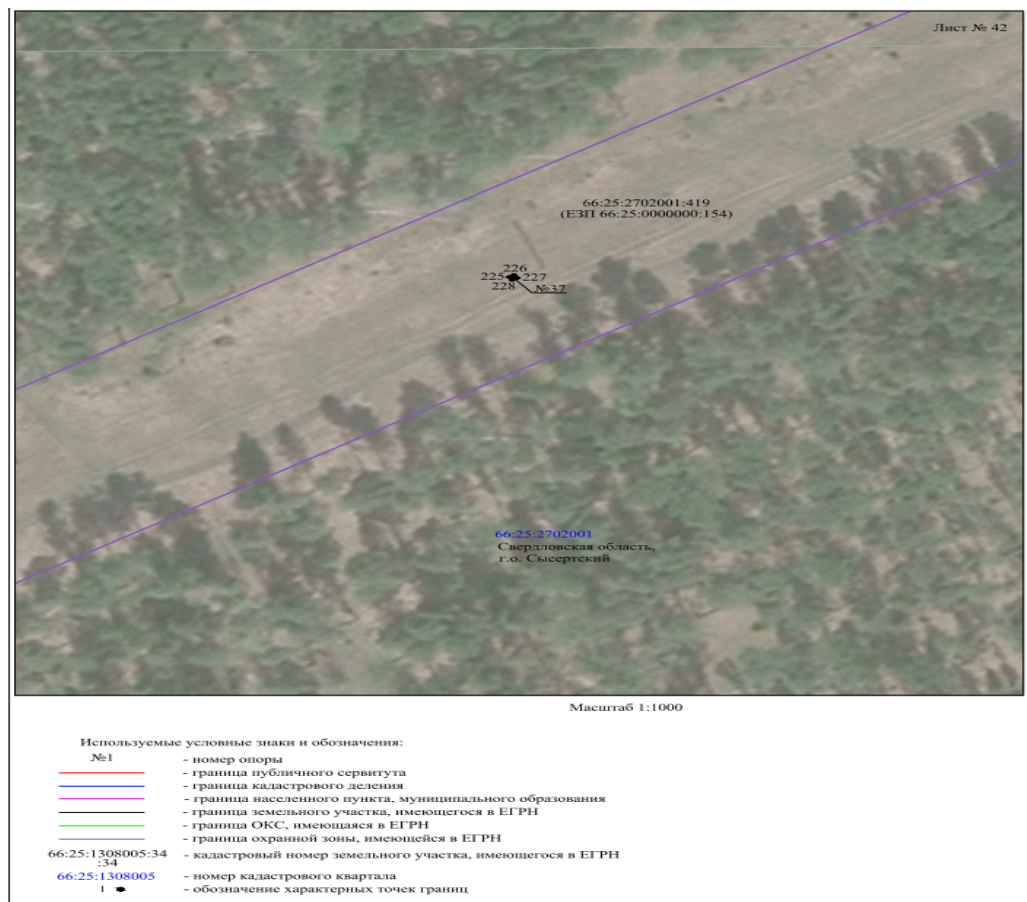 Лист № 42
66:25:2702001:419
(ЕЗП 66:25:0000000:154)
226
225 227
228 №37
66:25:2702001
Свердловская область,
г.о. Сысертский
Масштаб 1:1000
Используемые условные знаки и обозначения:
№1 - номер опоры
- граница публичного сервитута
- граница кадастрового деления
- граница населенного пункта, муниципального образования
- граница земельного участка, имеющегося в ЕГРН
- граница ОКС, имеющаяся в ЕГРН
- граница охранной зоны, имеющейся в ЕГРН
66:25:1308005:34 - кадастровый номер земельного участка, имеющегося в ЕГРН
:34
66:25:1308005 - номер кадастрового квартала
1 - обозначение характерных точек границ